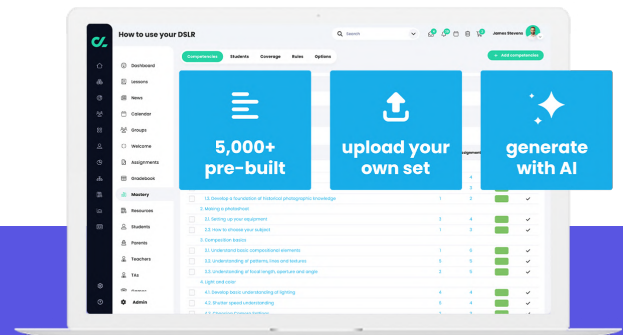 How to use your DSLR
Search
James Stevens
Competencies
Students
Coverage
Rules
Options
+ Add competencies
Dashboard
Lessons
News
Calendar
Groups
Welcome
Assignments
Gradebook
Mastery
Resources
Students
Parents
Teachers
TAs
Admin
5,000+
pre-built
upload your
own set
generate
with AI
1.3. Develop a foundation of historical photographic knowledge 1 3
2. Making a photoshoot
2.1. Setting up your equipment
2.2. How to choose your subject
3. Composition basics
3.1. Understand basic compositional elements
3.2. Understanding of patterns, lines and textures
3.3. Understanding of focal length, aperture and angle
4. Light and color
4.1. Develop basic understanding of lighting
4.2. Shutter speed understanding